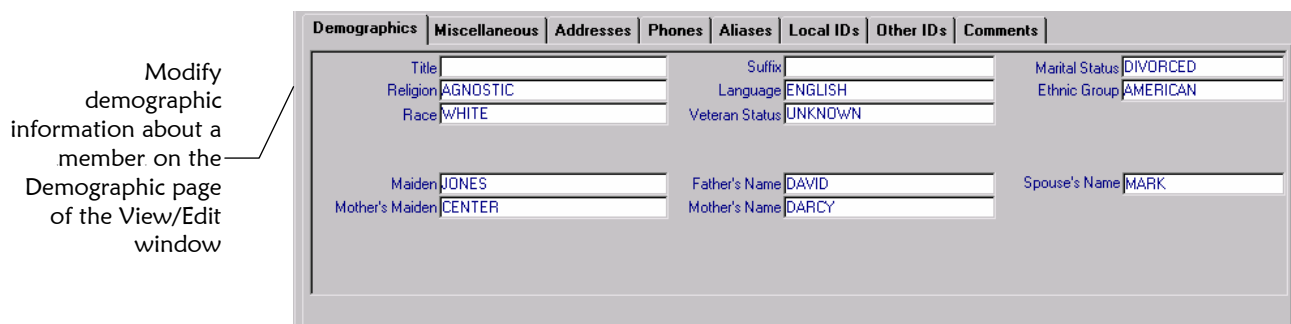 Demographics Miscellaneous Addresses Phones Aliases Local IDs Other IDs Comments
Modify
demographic
information about a
member on the
Demographic page
of the View/Edit
window
Title Suffix Marital Status DIVORCED
Religion AGNOSTIC Language ENGLISH Ethnic Group AMERICAN
Race WHITE Veteran Status UNKNOWN
Maiden JONES Father's Name DAVID Spouse's Name MARK
Mother's Maiden CENTER Mother's Name DARCY